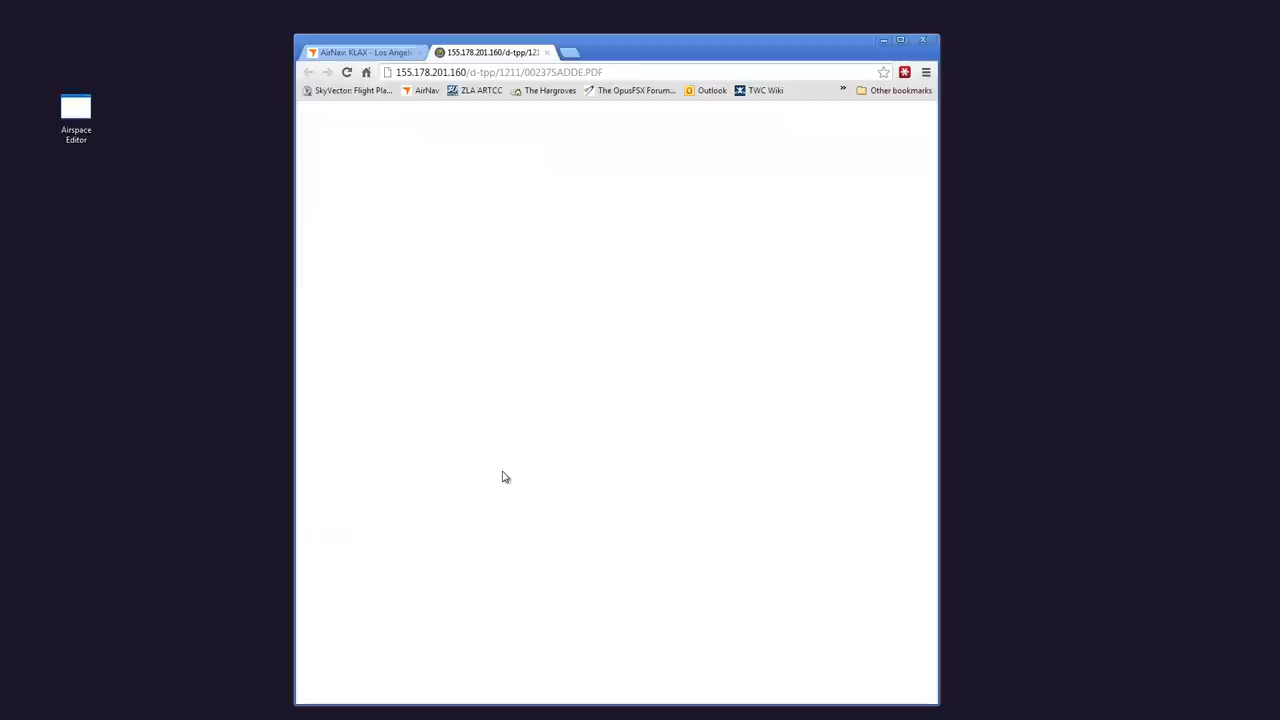 AirNav: KLAX - Los Angele
155.178.201.160/d-tpp/121
155.178.201.160/d-tpp/1211/00237SADDE.PDF
SkyVector: Flight Pla...
AirNav
ZLA ARTCC
The Hargroves
The OpusFSX Forum...
Outlook
TWC Wiki
»
Other bookmarks
Airspace
Editor